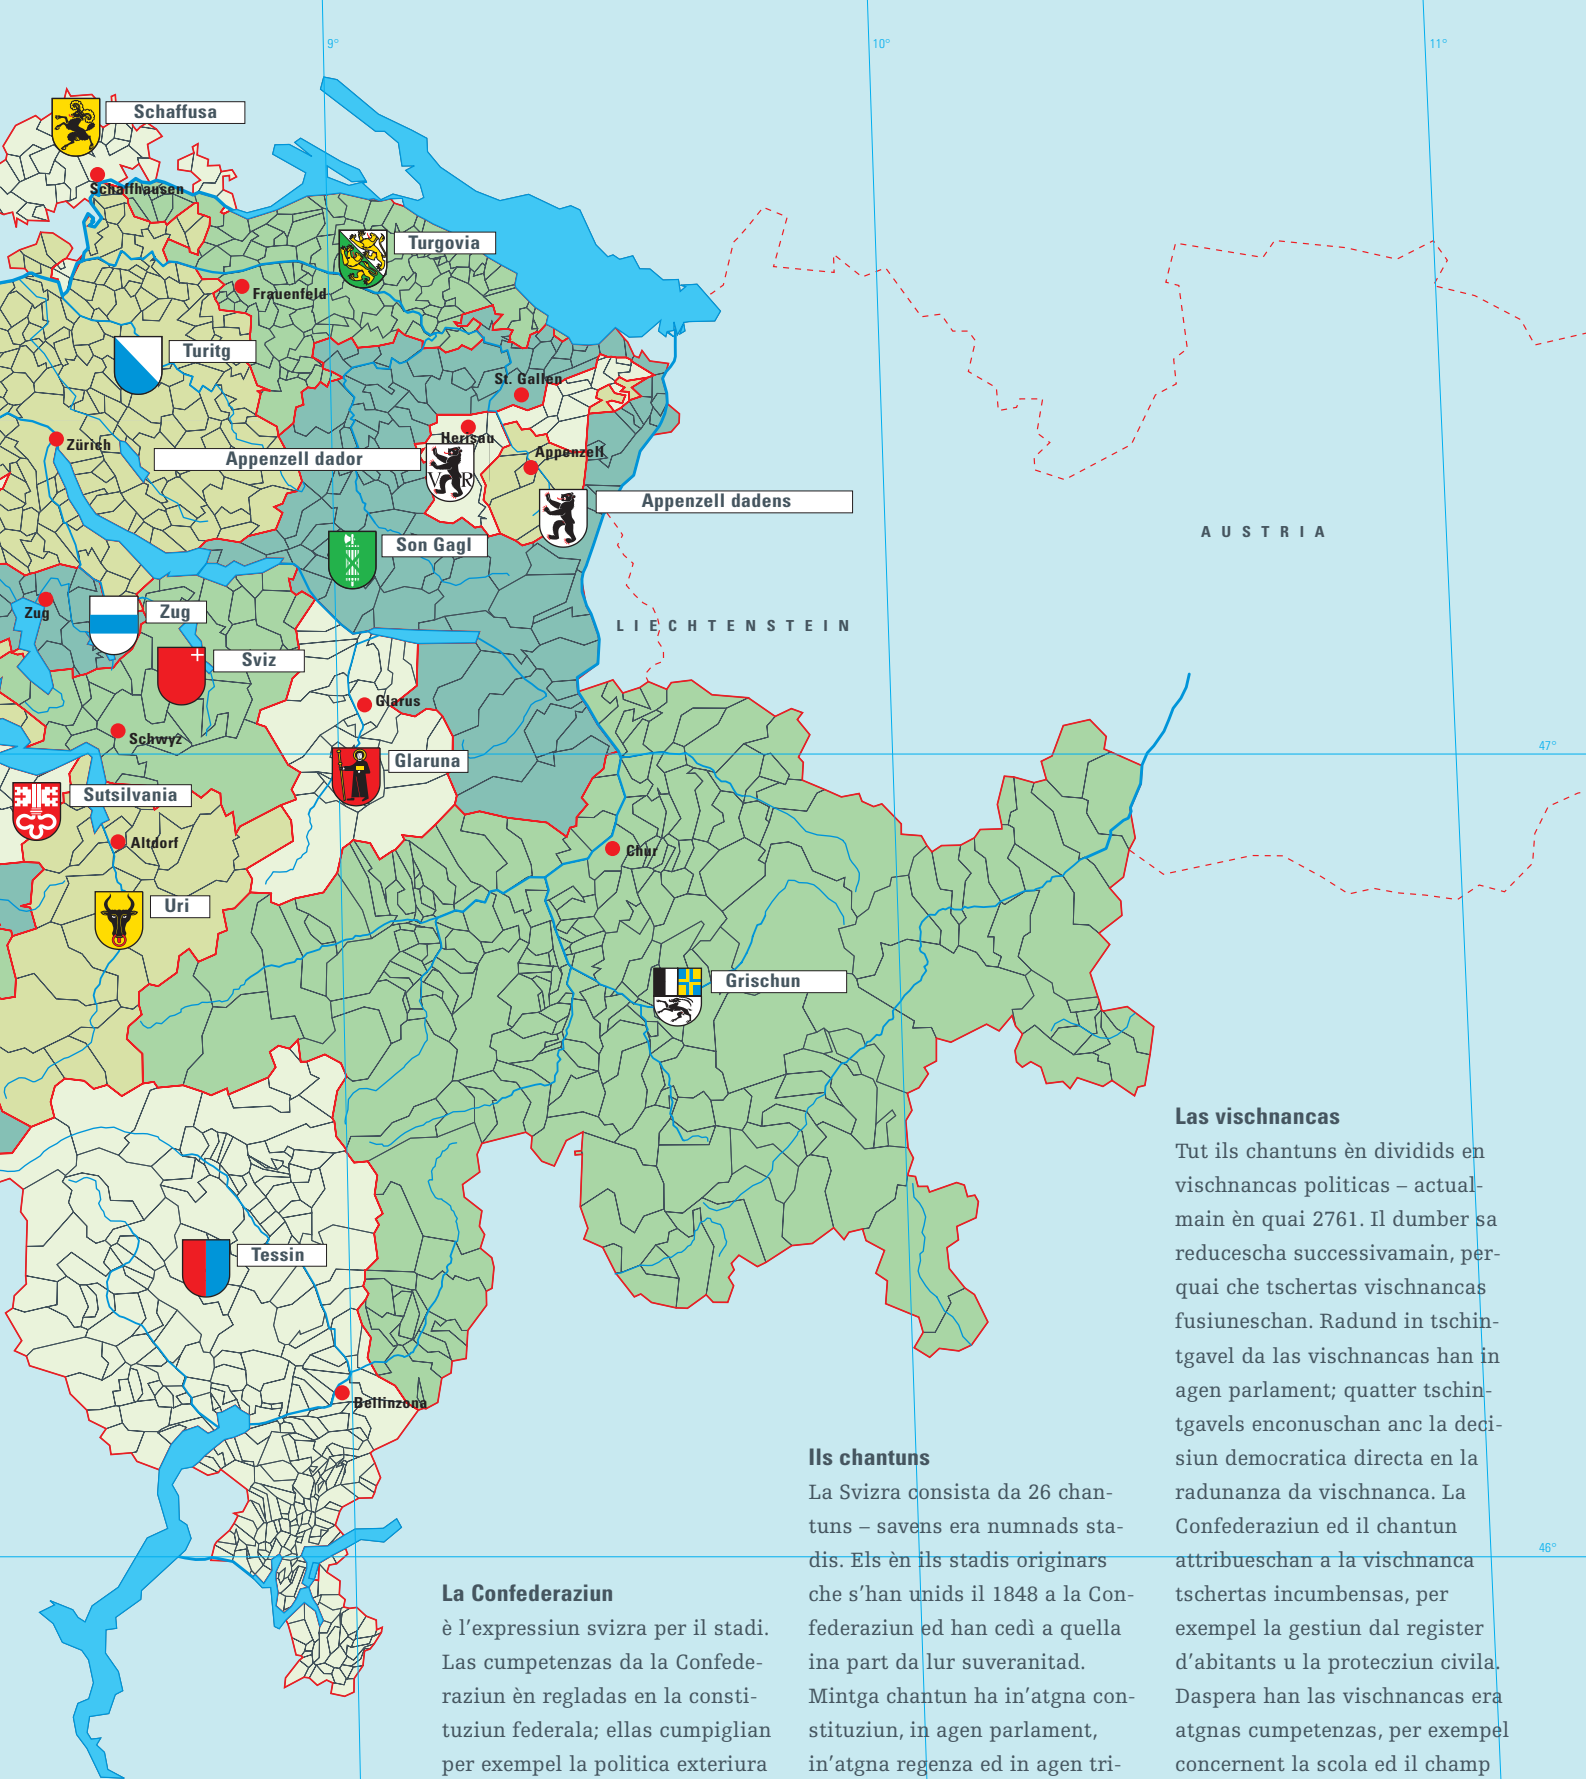 9°
10°
11°
Schaffusa
Schaffhausen
Turgovia
Frauenfeld
Turitg
St. Gallen
Zürich
Herisau
Appenzell
Appenzell dador
VR
Appenzell dadens
AUSTRIA
Son Gagl
Zug
Zug
LIECHTENSTEIN
Sviz
Glarus
Schwyz
47°
Glaruna
Sutsilvania
Altdorf
Chur
Uri
Grischun
Tessin
Bellinzona
46°
La Confederaziun
è l'expressiun svizra per il stadi.
Las cumpetenzas da la Confede-
raziun èn regladas en la consti-
tuziun federala; ellas cumpiglian
per exempel la politica exteriura
Ils chantuns
La Svizra consista da 26 chan-
tuns – savens era numnads sta-
dis. Els èn ils stadis originars
che s'han unids il 1848 a la Con-
federaziun ed han cedì a quella
ina part da lur suveranitad.
Mintga chantun ha in'atgna con-
stituziun, in agen parlament,
in'atgna regenza ed in agen tri-
Las vischnancas
Tut ils chantuns èn dividids en
vischnancas politicas – actual-
main èn quai 2761. Il dumber sa
reducescha successivamain, per-
quai che tschertas vischnancas
fusiuneschan. Radund in tschin-
tgavel da las vischnancas han in
agen parlament; quatter tschin-
tgavels enconuschan anc la deci-
siun democratica directa en la
radunanza da vischnanca. La
Confederaziun ed il chantun
attribueschan a la vischnanca
tschertas incumbensas, per
exempel la gestiun dal register
d'abitants u la protecziun civila.
Daspera han las vischnancas era
atgnas cumpetenzas, per exempel
concernent la scola ed il champ